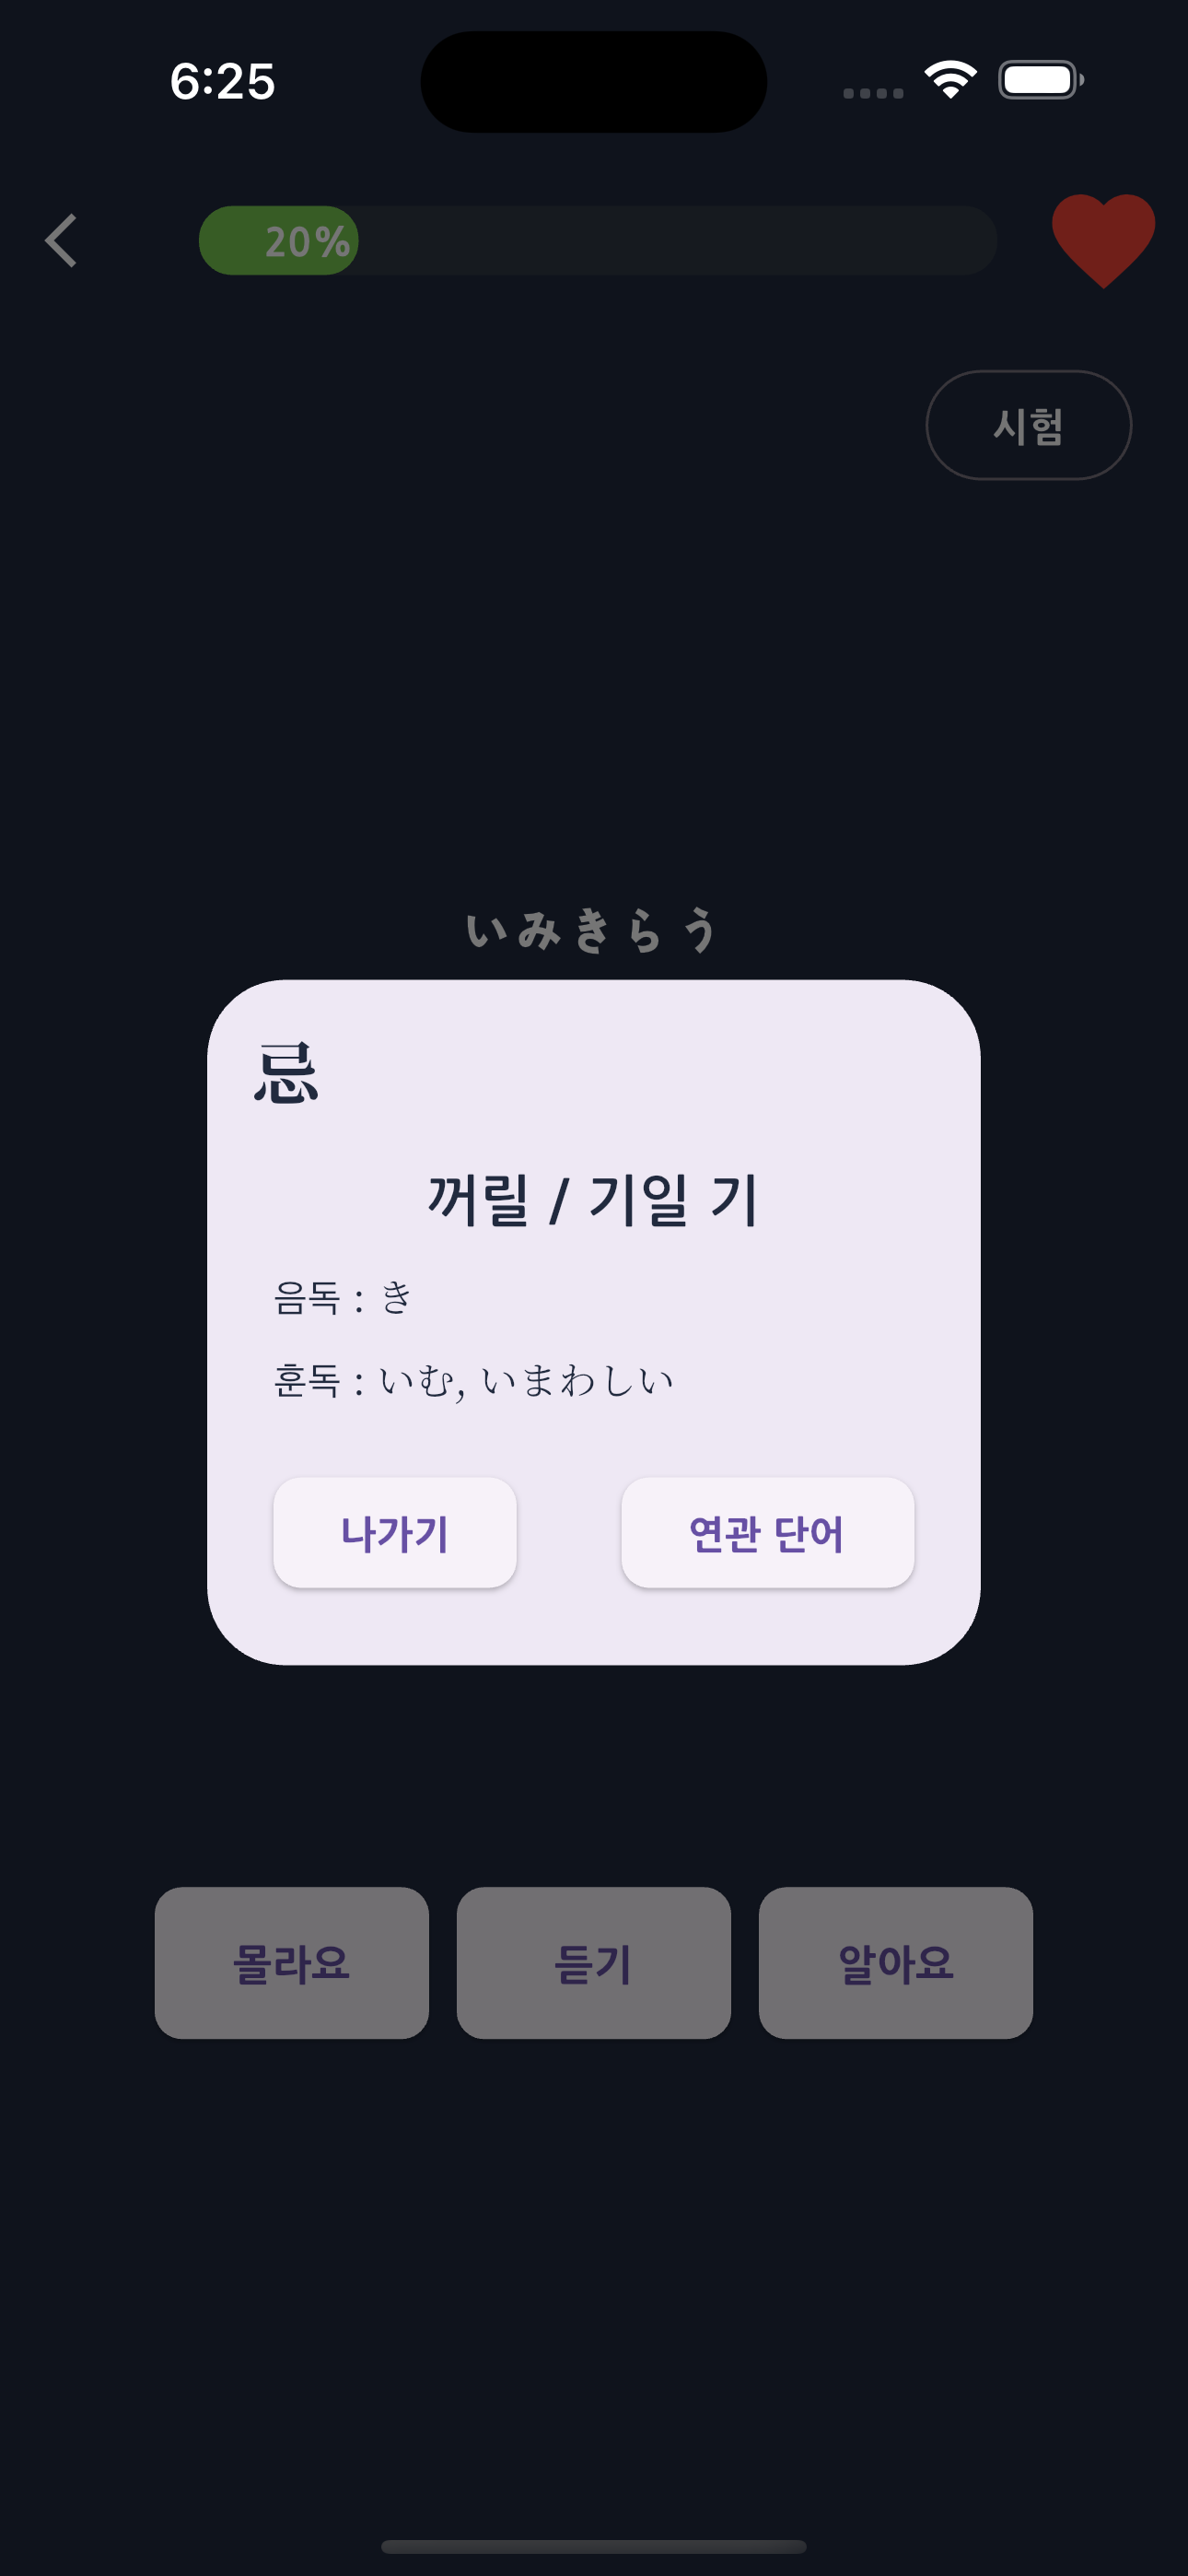 6:25
20%
시험
いみきらう
忌
꺼릴 / 기일 기
음독 : き
훈독 : いむ, いまわしい
나가기 연관 단어
몰라요 듣기 알아요